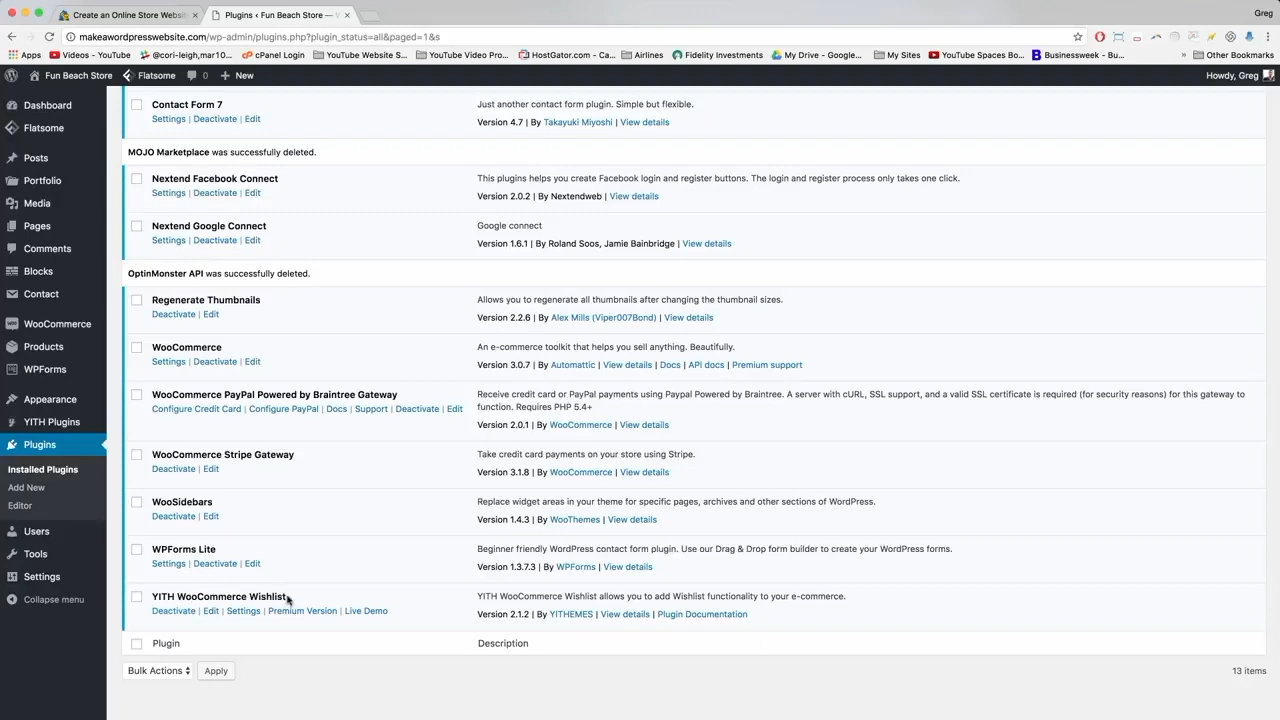 Create an Online Store Websit
Plugins ‹ Fun Beach Store — W
Greg
makeawordpresswebsite.com/wp-admin/plugins.php?plugin_status=all&paged=1&s
Apps
Videos - YouTube
@cori-leigh,mar10...
cPanel Login
YouTube Website S...
YouTube Video Pro...
HostGator.com - Ca...
Airlines
Fidelity Investments
My Drive - Google...
My Sites
YouTube Spaces Bo...
Businessweek - Bu...
» Other Bookmarks
Fun Beach Store
Flatsome
0
New
Howdy, Greg
Dashboard
Flatsome
Posts
Portfolio
Media
Pages
Comments
Blocks
Contact
WooCommerce
Products
WPForms
Appearance
YITH Plugins
Plugins
Installed Plugins
Add New
Editor
Users
Tools
Settings
Collapse menu
Contact Form 7
Settings | Deactivate | Edit
Just another contact form plugin. Simple but flexible.
Version 4.7 | By Takayuki Miyoshi | View details
MOJO Marketplace was successfully deleted.
Nextend Facebook Connect
Settings | Deactivate | Edit
This plugins helps you create Facebook login and register buttons. The login and register process only takes one click.
Version 2.0.2 | By Nextendweb | View details
Nextend Google Connect
Settings | Deactivate | Edit
Google connect
Version 1.6.1 | By Roland Soos, Jamie Bainbridge | View details
OptinMonster API was successfully deleted.
Regenerate Thumbnails
Deactivate | Edit
Allows you to regenerate all thumbnails after changing the thumbnail sizes.
Version 2.2.6 | By Alex Mills (Viper007Bond) | View details
WooCommerce
Settings | Deactivate | Edit
An e-commerce toolkit that helps you sell anything. Beautifully.
Version 3.0.7 | By Automattic | View details | Docs | API docs | Premium support
WooCommerce PayPal Powered by Braintree Gateway
Configure Credit Card | Configure PayPal | Docs | Support | Deactivate | Edit
Receive credit card or PayPal payments using Paypal Powered by Braintree. A server with cURL, SSL support, and a valid SSL certificate is required (for security reasons) for this gateway to
function. Requires PHP 5.4+
Version 2.0.1 | By WooCommerce | View details
WooCommerce Stripe Gateway
Deactivate | Edit
Take credit card payments on your store using Stripe.
Version 3.1.8 | By WooCommerce | View details
WooSidebars
Deactivate | Edit
Replace widget areas in your theme for specific pages, archives and other sections of WordPress.
Version 1.4.3 | By WooThemes | View details
WPForms Lite
Settings | Deactivate | Edit
Beginner friendly WordPress contact form plugin. Use our Drag & Drop form builder to create your WordPress forms.
Version 1.3.7.3 | By WPForms | View details
YITH WooCommerce Wishlist
Deactivate | Edit | Settings | Premium Version | Live Demo
YITH WooCommerce Wishlist allows you to add Wishlist functionality to your e-commerce.
Version 2.1.2 | By YITHEMES | View details | Plugin Documentation
Plugin
Description
Bulk Actions
Apply
13 items